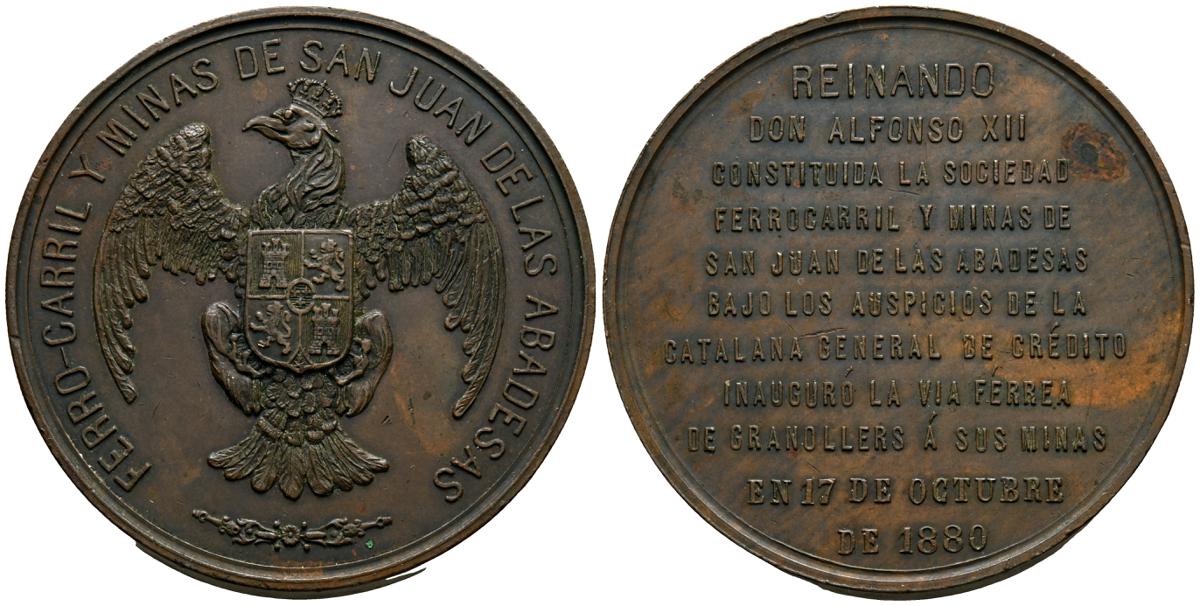 FERRO-CARRIL Y MINAS DE SAN JUAN DE LAS ABADESAS
REINANDO
DON ALFONSO XII
CONSTITUIDA LA SOCIEDAD
FERROCARRIL Y MINAS DE
SAN JUAN DE LAS ABADESAS
BAJO LOS AUSPICIOS DE LA
CATALANA GENERAL DE CRÉDITO
INAUGURÓ LA VIA FÉRREA
DE GRANOLLERS Á SUS MINAS
EN 17 DE OCTUBRE
DE 1880